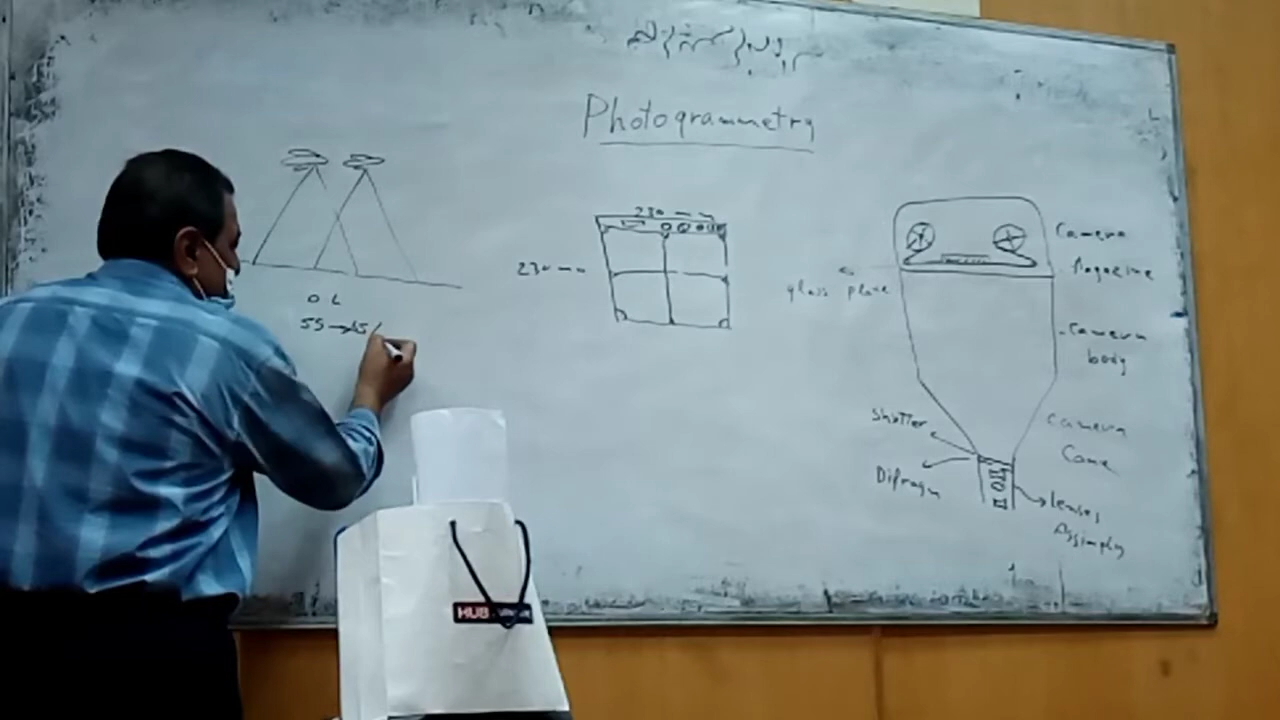 Photogrammetry
O L
55 → 65 /
230 mm
230 mm
Camera
Magazine
glass plate
Camera
body
Shutter
Camera
Cone
Difragm
lenses
Assimply
HUB